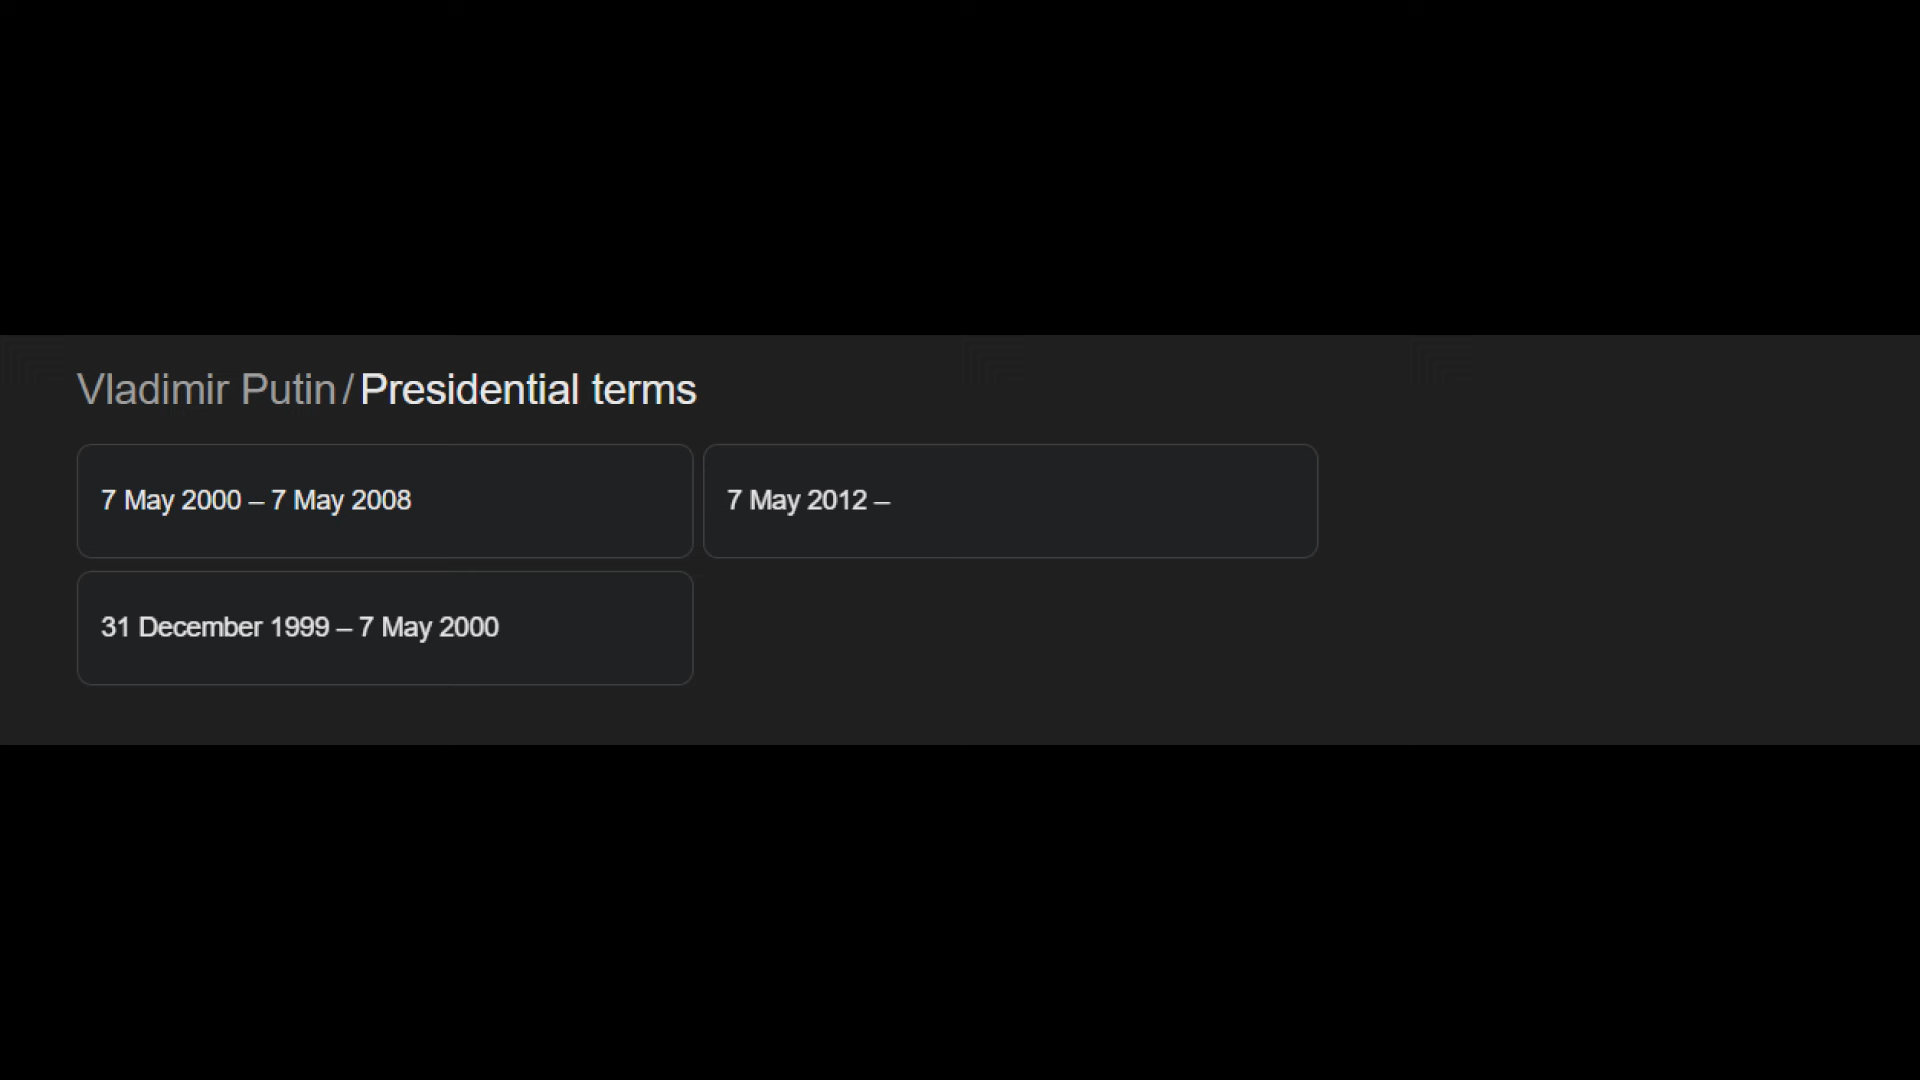 Vladimir Putin/Presidential terms
7 May 2000 – 7 May 2008
7 May 2012 –
31 December 1999 – 7 May 2000